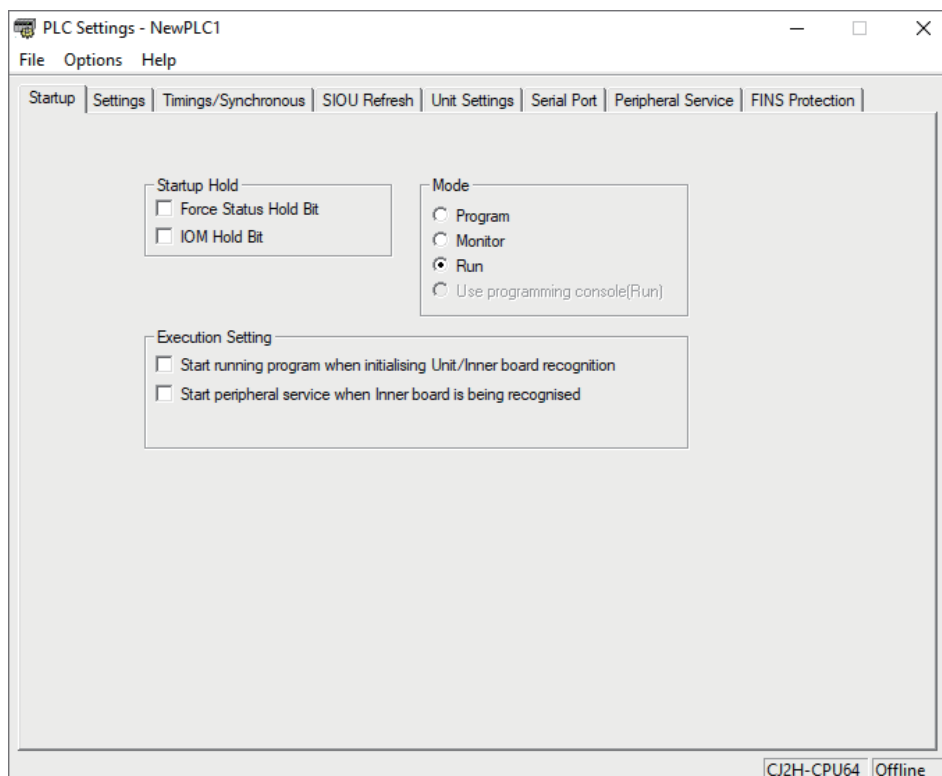 PLC Settings - NewPLC1
File Options Help
Startup Settings Timings/Synchronous SIOU Refresh Unit Settings Serial Port Peripheral Service FINS Protection
Startup Hold
Force Status Hold Bit
IOM Hold Bit
Mode
Program
Monitor
Run
Use programming console(Run)
Execution Setting
Start running program when initialising Unit/Inner board recognition
Start peripheral service when Inner board is being recognised
CJ2H-CPU64 Offline